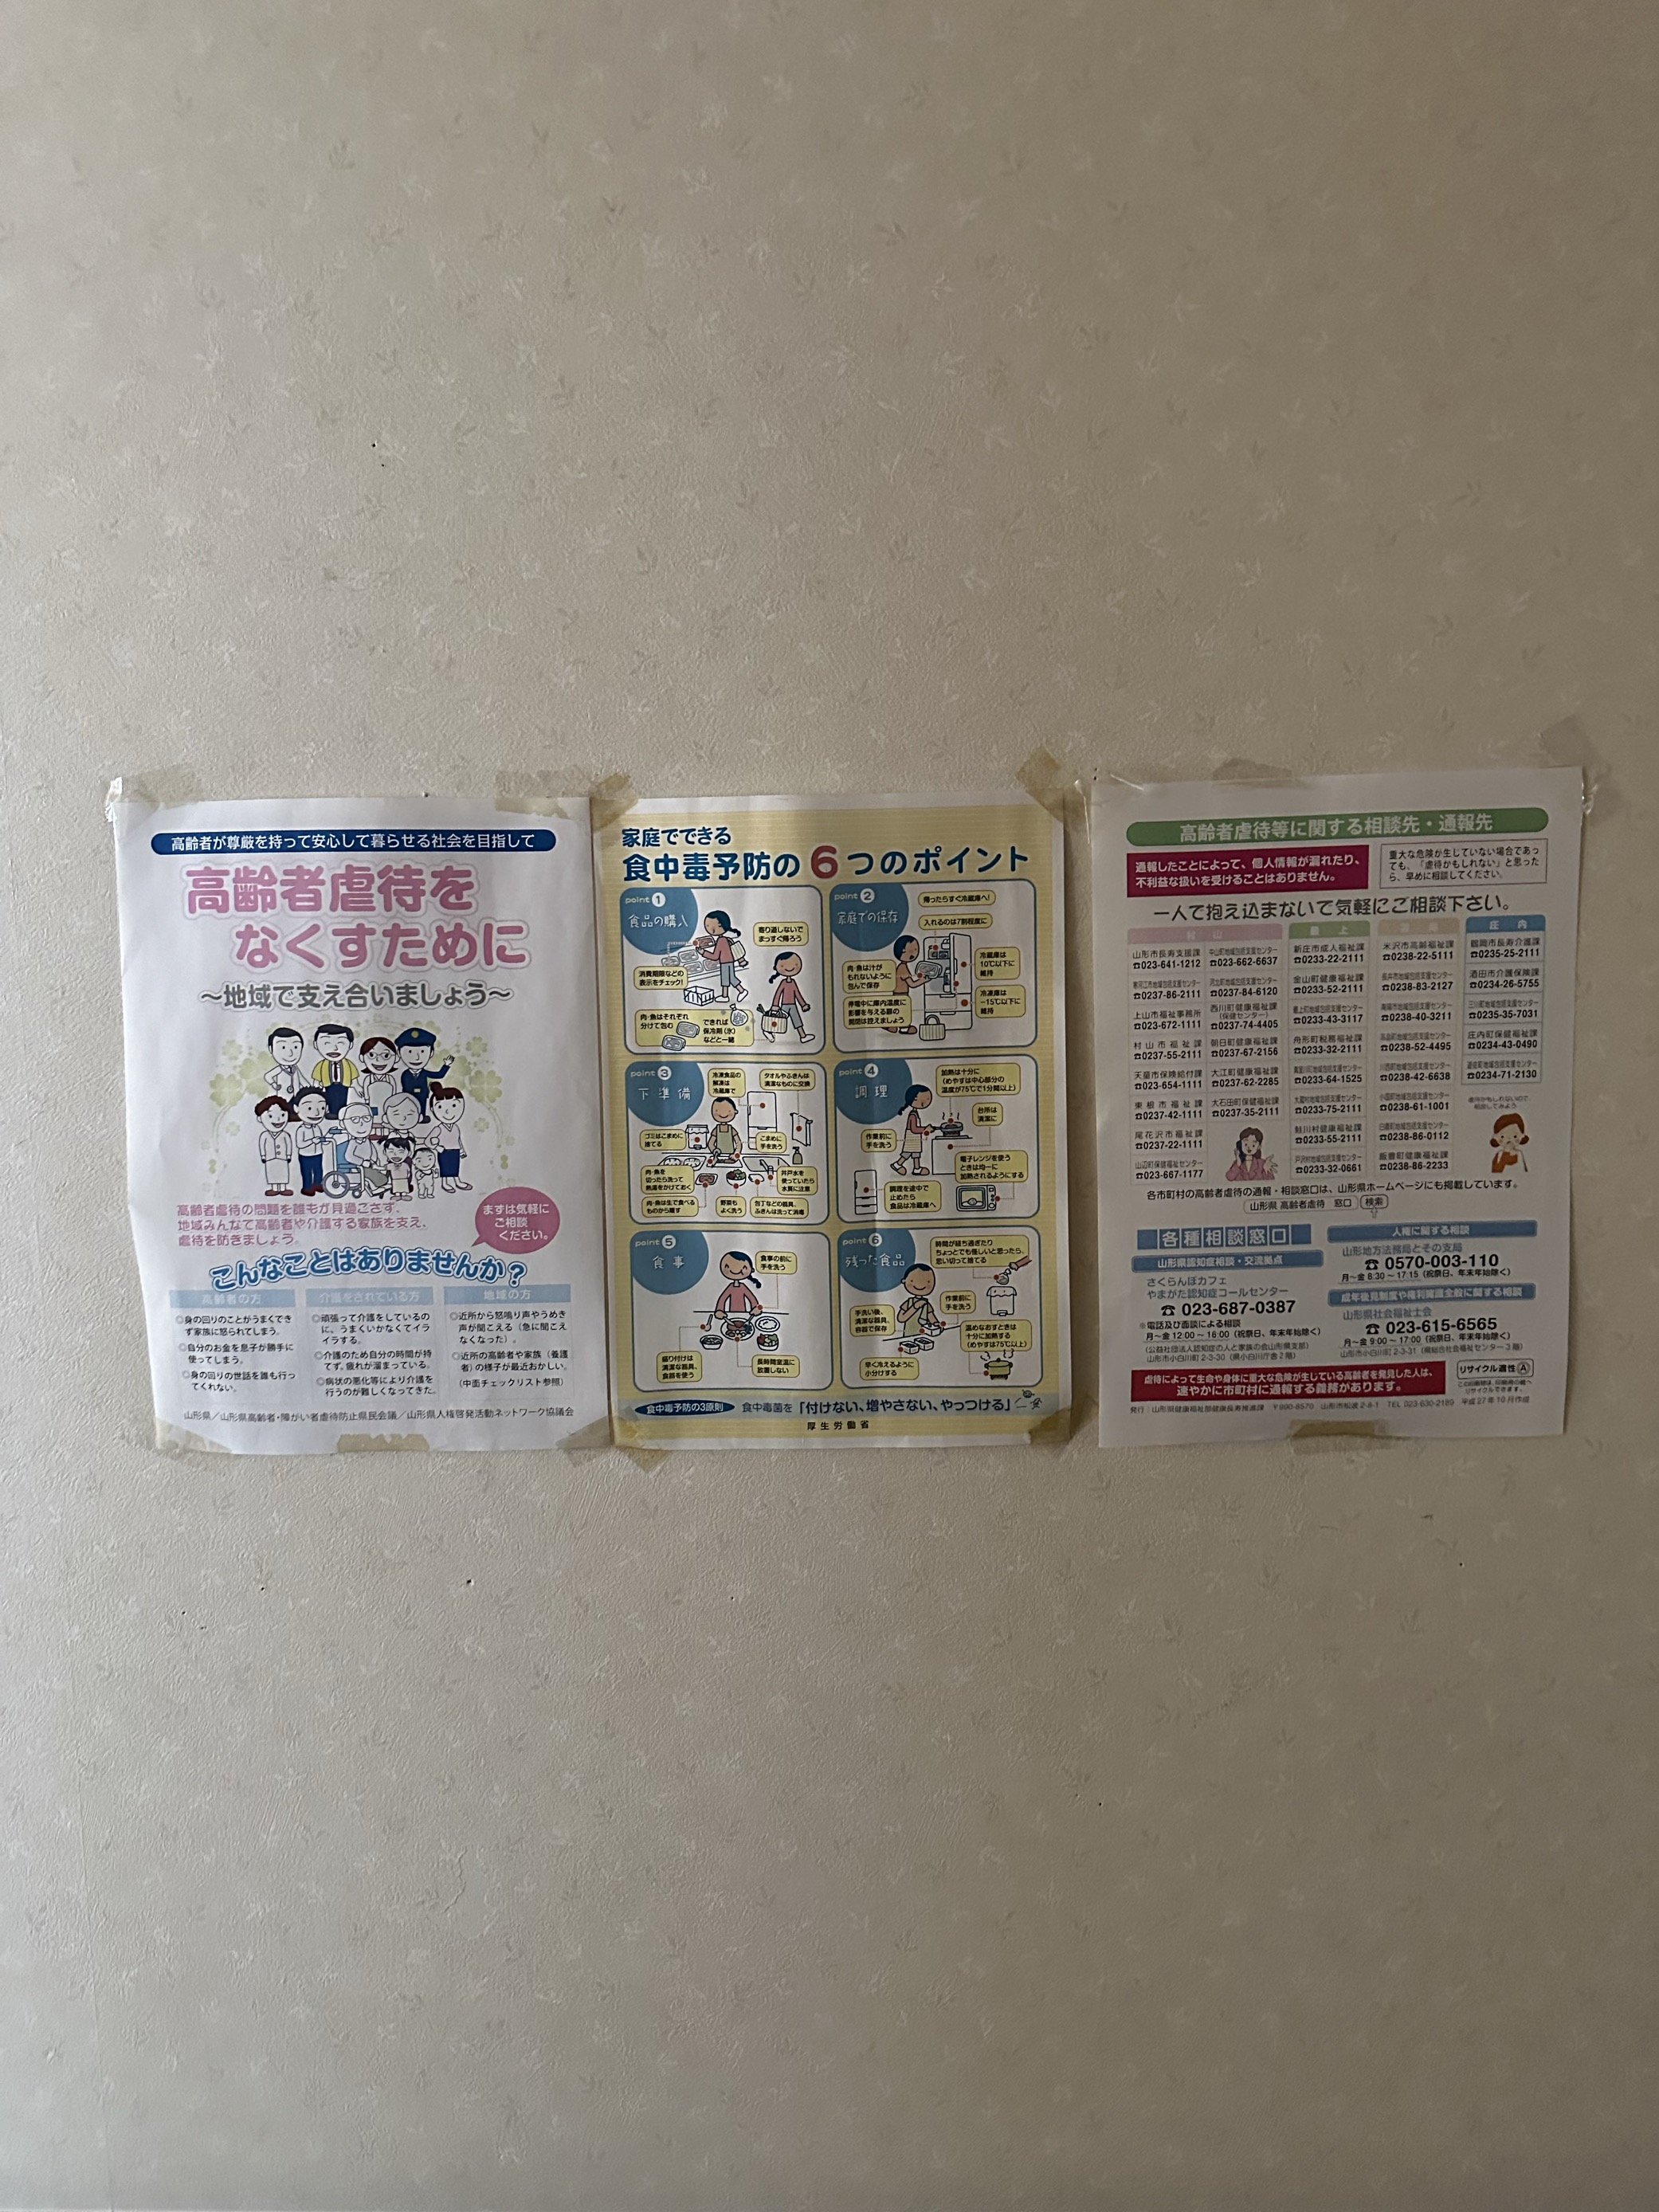 高齢者が尊厳を持って安心して暮らせる社会を目指して
高齢者虐待を
なくすために
～地域で支え合いましょう～
高齢者虐待の問題を誰もが見過ごさず、
地域みんなで高齢者や介護する家族を支え、
虐待を防ぎましょう。
まずは気軽に
ご相談
ください。
こんなことはありませんか？
高齢者の方
◎身の回りのことがうまくできず家族に怒られてしまう。
◎自分のお金を息子が勝手に使ってしまう。
◎身の回りの世話を誰も行ってくれない。
介護をされている方
◎頑張って介護をしているのに、うまくいかなくてイライラする。
◎介護のため自分の時間が持てず、疲れが溜まっている。
◎病状の悪化等により介護を行うのが難しくなってきた。
地域の方
◎近所から怒鳴り声やうめき声が聞こえる（急に聞こえなくなった）。
◎近所の高齢者や家族（養護者）の様子が最近おかしい。
（中面チェックリスト参照）
山形県／山形県高齢者・障がい者虐待防止県民会議／山形県人権啓発活動ネットワーク協議会
家庭でできる
食中毒予防の6つのポイント
point 1
食品の購入
寄り道しないで
まっすぐ帰ろう
消費期限などの
表示をチェック!
肉・魚はそれぞれ
分けて包む
できれば
保冷剤(氷)
などと一緒
point 2
家庭での保存
帰ったらすぐ冷蔵庫へ!
入れるのは7割程度に
肉・魚は汁が
もれないように
包んで保存
冷蔵庫は
10℃以下に
維持
停電中に庫内温度に
影響を与える扉の
開閉は控えましょう
冷凍庫は
－15℃以下に
維持
point 3
下準備
冷凍食品の
解凍は
冷蔵庫で
タオルやふきんは
清潔なものに交換
ゴミはこまめに
捨てる
こまめに
手を洗う
肉・魚を
切ったら洗って
熱湯をかけておく
井戸水を
使っていたら
水質に注意
肉・魚は生で食べる
ものから離す
野菜も
よく洗う
包丁などの器具、
ふきんは洗って消毒
point 4
調理
加熱は十分に
(めやすは中心部分の
温度が75℃で1分間以上)
台所は
清潔に
作業前に
手を洗う
電子レンジを使う
ときは均一に
加熱されるようにする
調理を途中で
止めたら
食品は冷蔵庫へ
point 5
食事
食事の前に
手を洗う
盛り付けは
清潔な器具、
食器を使う
長時間室温に
放置しない
point 6
残った食品
時間が経ち過ぎたり
ちょっとでも怪しいと思ったら、
思い切って捨てる
作業前に
手を洗う
手洗い後、
清潔な器具、
容器で保存
温めなおすときは
十分に加熱する
(めやすは75℃以上)
早く冷えるように
小分けする
食中毒予防の3原則
食中毒菌を「付けない、増やさない、やっつける」
厚生労働省
高齢者虐待等に関する相談先・通報先
通報したことによって、個人情報が漏れたり、
不利益な扱いを受けることはありません。
重大な危険が生じていない場合であっ
ても、「虐待かもしれない」と思った
ら、早めに相談してください。
一人で抱え込まないで気軽にご相談下さい。
村山
山形市長寿支援課
☎023-641-1212
寒河江市地域包括支援センター
☎0237-86-2111
上山市福祉事務所
☎023-672-1111
村山市福祉課
☎0237-55-2111
天童市保険給付課
☎023-654-1111
東根市福祉課
☎0237-42-1111
尾花沢市福祉課
☎0237-22-1111
山辺町地域包括支援センター
☎023-667-1177
中山町地域包括支援センター
☎023-662-6637
河北町地域包括支援センター
☎0237-84-6120
西川町健康福祉課
(保健センター)
☎0237-74-4405
朝日町健康福祉課
☎0237-67-2156
大江町健康福祉課
☎0237-62-2285
大石田町保健福祉課
☎0237-35-2111
最上
新庄市成人福祉課
☎0233-22-2111
金山町健康福祉課
☎0233-52-2111
最上町地域包括支援センター
☎0233-43-3117
舟形町税務福祉課
☎0233-32-2111
真室川町地域包括支援センター
☎0233-64-1525
大蔵村地域包括支援センター
☎0233-75-2111
鮭川村健康福祉課
☎0233-55-2111
戸沢村地域包括支援センター
☎0233-32-0661
米沢市高齢福祉課
☎0238-22-5111
長井市地域包括支援センター
☎0238-83-2127
南陽市地域包括支援センター
☎0238-40-3211
高畠町地域包括支援センター
☎0238-52-4495
川西町地域包括支援センター
☎0238-42-6638
小国町地域包括支援センター
☎0238-61-1001
白鷹町地域包括支援センター
☎0238-86-0112
飯豊町健康福祉課
☎0238-86-2233
庄内
鶴岡市長寿介護課
☎0235-25-2111
酒田市介護保険課
☎0234-26-5755
三川町地域包括支援センター
☎0235-35-7031
庄内町保健福祉課
☎0234-43-0490
遊佐町地域包括支援センター
☎0234-71-2130
虐待かもしれないので、
相談してみよう
各市町村の高齢者虐待の通報・相談窓口は、山形県ホームページにも掲載しています。
山形県 高齢者虐待 窓口 検索
各種相談窓口
山形県認知症相談・交流拠点
さくらんぼカフェ
やまがた認知症コールセンター
☎ 023-687-0387
※電話及び面談による相談
月～金 12:00 ～ 16:00（祝祭日、年末年始除く）
（公益社団法人認知症の人と家族の会山形県支部）
山形市小白川町 2-3-30（県小白川庁舎 2 階）
人権に関する相談
山形地方法務局とその支局
☎ 0570-003-110
月～金 8:30 ～ 17:15（祝祭日、年末年始除く）
成年後見制度や権利擁護全般に関する相談
山形県社会福祉士会
☎ 023-615-6565
月～金 9:00 ～ 17:00（祝祭日、年末年始除く）
山形市小白川町 2-3-31（県総合社会福祉センター 3 階）
虐待によって生命や身体に重大な危険が生じている高齢者を発見した人は、
速やかに市町村に通報する義務があります。
リサイクル適性Ⓐ
この印刷物は、印刷用の紙へ
リサイクルできます。
発行 山形県健康福祉部健康長寿推進課 〒990-8570 山形市松波 2-8-1 TEL 023-630-2189 平成 27 年 10 月作成